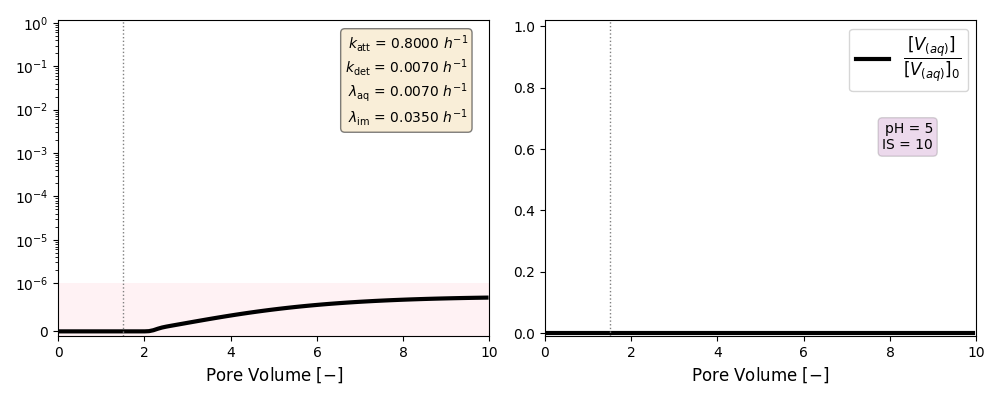 10⁰
10⁻¹
10⁻²
10⁻³
10⁻⁴
10⁻⁵
10⁻⁶
0
k_att = 0.8000 h⁻¹
k_det = 0.0070 h⁻¹
λ_aq = 0.0070 h⁻¹
λ_im = 0.0350 h⁻¹
0 2 4 6 8 10
Pore Volume [−]
1.0
0.8
0.6
0.4
0.2
0.0
[V_(aq)]
[V_(aq)]₀
pH = 5
IS = 10
0 2 4 6 8 10
Pore Volume [−]